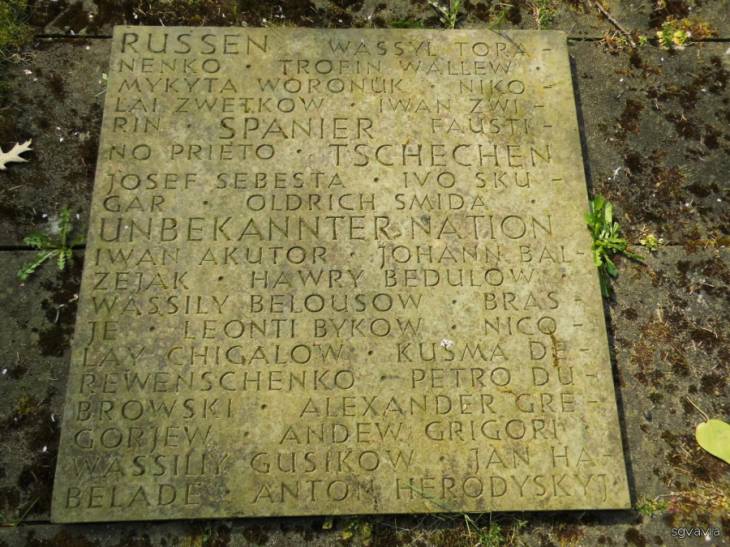 RUSSEN WASSYL TORA-
NENKO · TROFIN WALLEW ·
MYKYTA WORONUK · NIKO-
LAI ZWETKOW · IWAN ZWI-
RIN · SPANIER FAUSTI-
NO PRIETO · TSCHECHEN
JOSEF SEBESTA · IVO SKU-
GAR · OLDRICH SMIDA
UNBEKANNTER NATION
IWAN AKUTOR · JOHANN BAL-
ZEJAK · HAWRY BEDULOW ·
WASSILY BELOUSOW · BRAS-
JE · LEONTI BYKOW · NICO-
LAY CHIGALOW · KUSMA DE-
REWENSCHENKO · PETRO DU-
BROWSKI · ALEXANDER GRE-
GORJEW · ANDEW GRIGORI ·
WASSILIY GUSIKOW · JAN HA-
BELADE · ANTON HERODYSKYJ
sgvavia